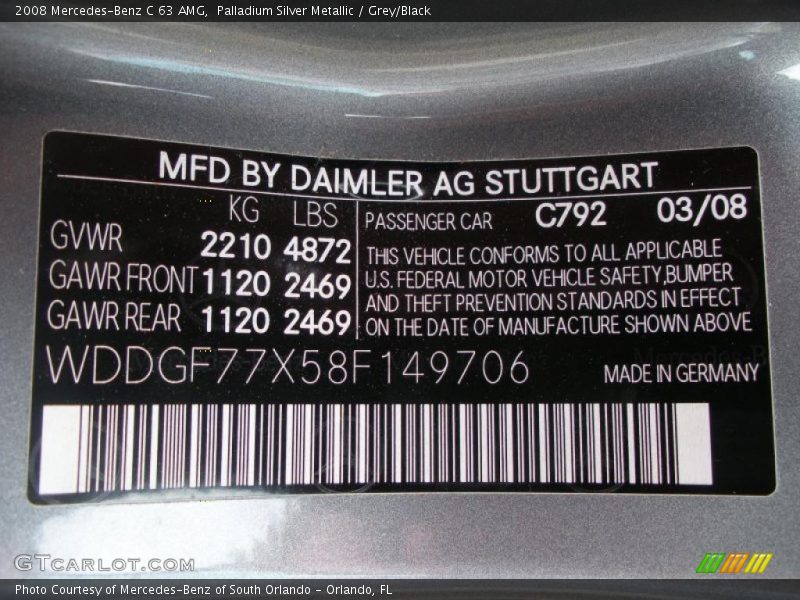 2008 Mercedes-Benz C 63 AMG,  Palladium Silver Metallic / Grey/Black
MFD BY DAIMLER AG STUTTGART
KG LBS
GVWR 2210 4872
GAWR FRONT 1120 2469
GAWR REAR 1120 2469
PASSENGER CAR C792 03/08
THIS VEHICLE CONFORMS TO ALL APPLICABLE
U.S. FEDERAL MOTOR VEHICLE SAFETY,BUMPER
AND THEFT PREVENTION STANDARDS IN EFFECT
ON THE DATE OF MANUFACTURE SHOWN ABOVE
WDDGF77X58F149706
MADE IN GERMANY
GTCARLOT.COM
Photo Courtesy of Mercedes-Benz of South Orlando - Orlando, FL